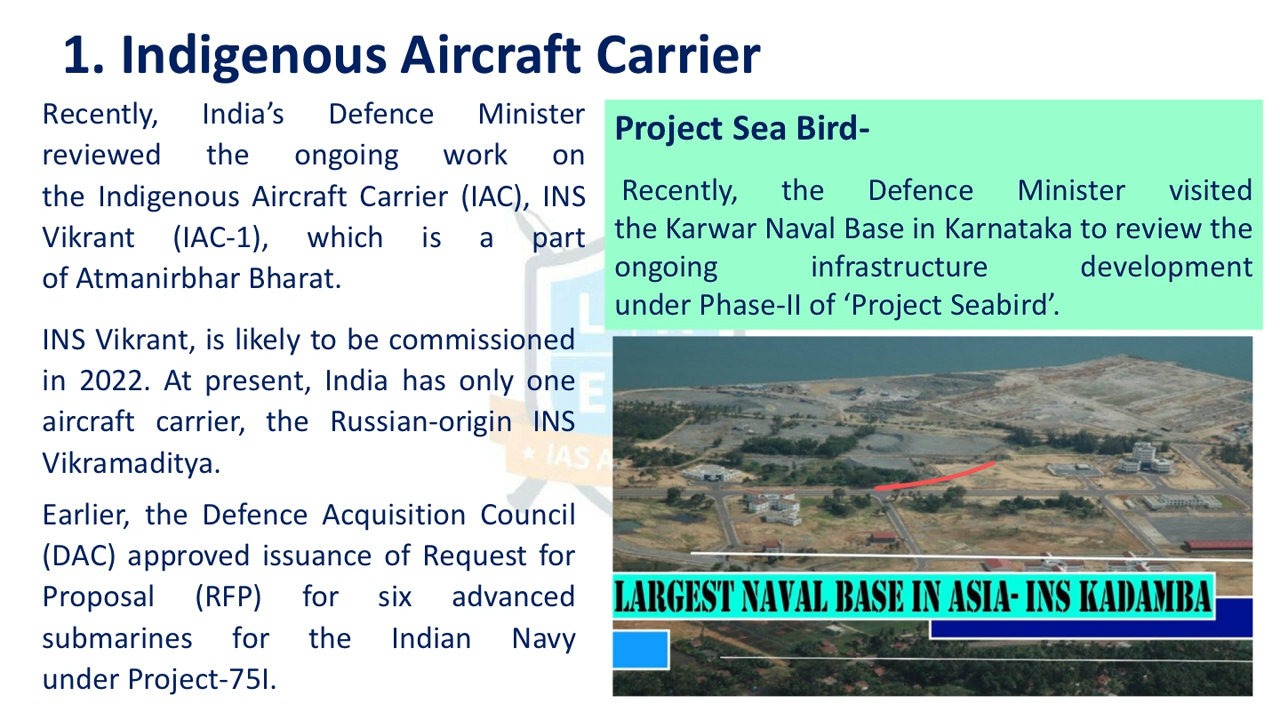 1. Indigenous Aircraft Carrier
Recently, India’s Defence Minister
reviewed the ongoing work on
the Indigenous Aircraft Carrier (IAC), INS
Vikrant (IAC-1), which is a part
of Atmanirbhar Bharat.
INS Vikrant, is likely to be commissioned
in 2022. At present, India has only one
aircraft carrier, the Russian-origin INS
Vikramaditya.
Earlier, the Defence Acquisition Council
(DAC) approved issuance of Request for
Proposal (RFP) for six advanced
submarines for the Indian Navy
under Project-75I.
Project Sea Bird-
Recently, the Defence Minister visited
the Karwar Naval Base in Karnataka to review the
ongoing infrastructure development
under Phase-II of ‘Project Seabird’.
LARGEST NAVAL BASE IN ASIA- INS KADAMBA
IAS